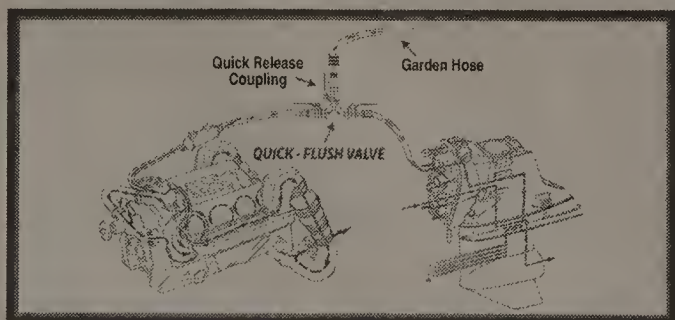 Quick Release
Coupling
Garden Hose
QUICK - FLUSH VALVE